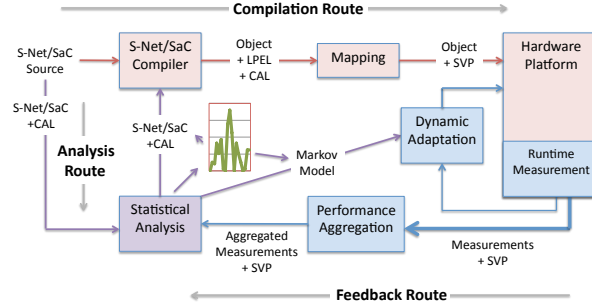 Compilation Route
S-Net/SaC
Source
S-Net/SaC
Compiler
Object
+ LPEL
+ CAL
Mapping
Object
+ SVP
Hardware
Platform
S-Net/SaC
+CAL
Analysis
Route
S-Net/SaC
+CAL
Markov
Model
Dynamic
Adaptation
Runtime
Measurement
Statistical
Analysis
Performance
Aggregation
Aggregated
Measurements
+ SVP
Measurements
+ SVP
Feedback Route